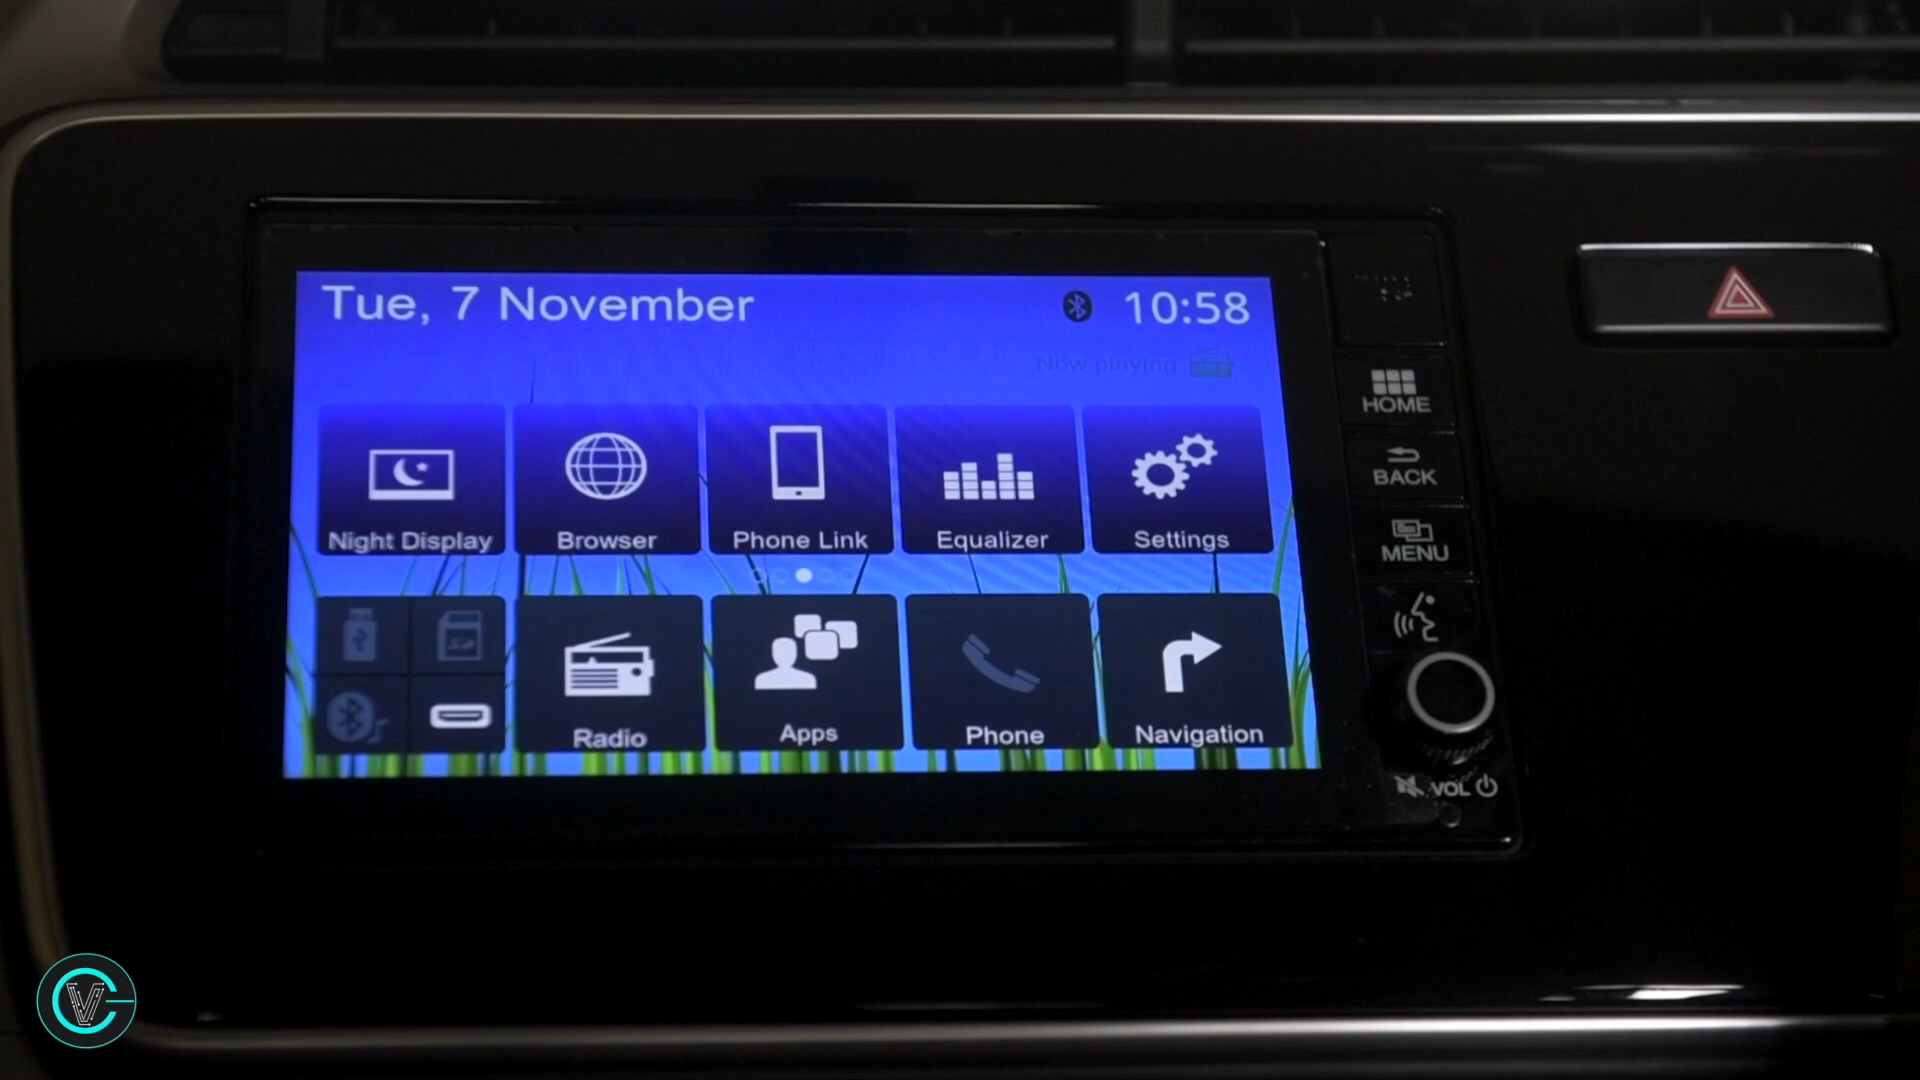 Tue, 7 November
10:58
Now playing
Night Display
Browser
Phone Link
Equalizer
Settings
SD
Radio
Apps
Phone
Navigation
HOME
BACK
MENU
VOL